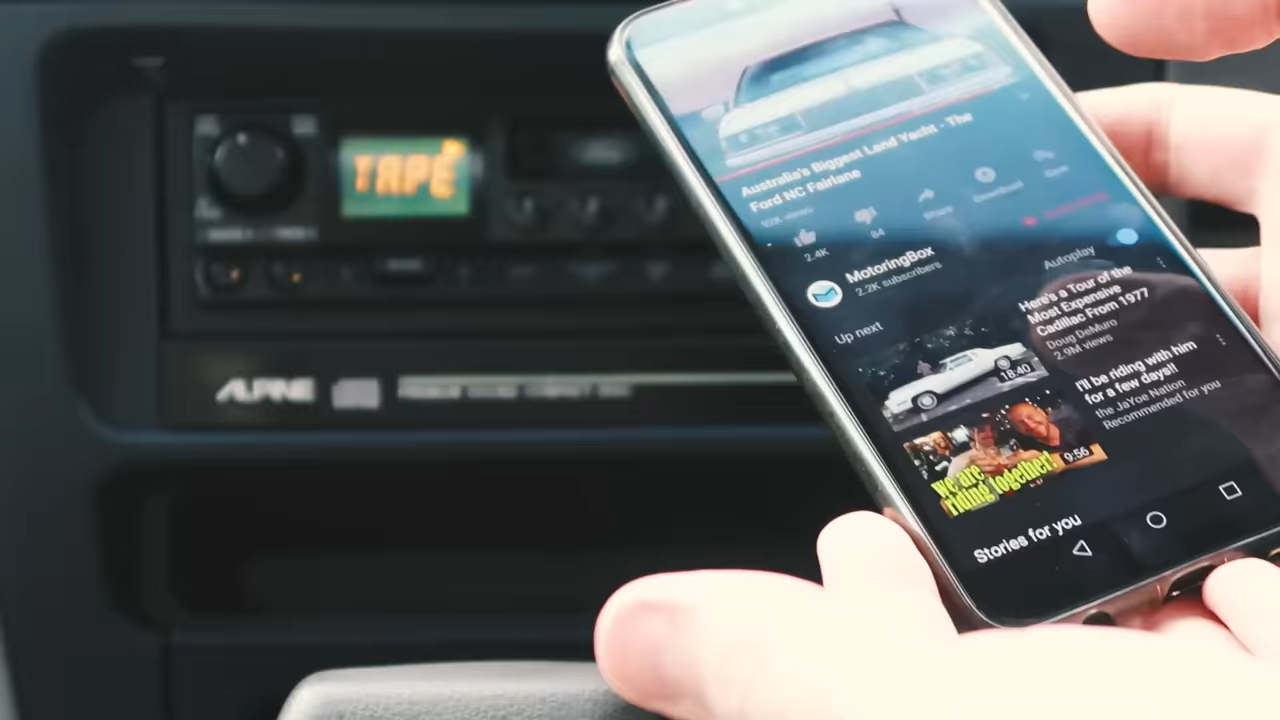 TAPE
ALPINE
Australia's Biggest Land Yacht - The
Ford NC Fairlane
92K views
2.4K
64
Share
Download
Save
MotoringBox
2.2K subscribers
Up next
Autoplay
Here's a Tour of the
Most Expensive
Cadillac From 1977
Doug DeMuro
2.9M views
18:40
I'll be riding with him
for a few days!!
the JaYoe Nation
Recommended for you
we are
riding together!
9:56
Stories for you